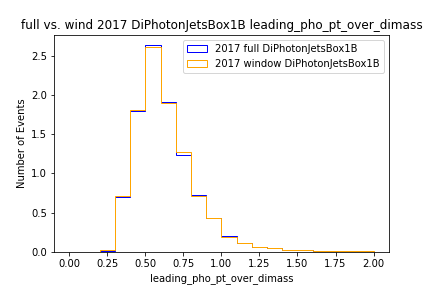 full vs. wind 2017 DiPhotonJetsBox1B leading_pho_pt_over_dimass
2017 full DiPhotonJetsBox1B
2017 window DiPhotonJetsBox1B
Number of Events
2.5
2.0
1.5
1.0
0.5
0.0
0.00 0.25 0.50 0.75 1.00 1.25 1.50 1.75 2.00
leading_pho_pt_over_dimass